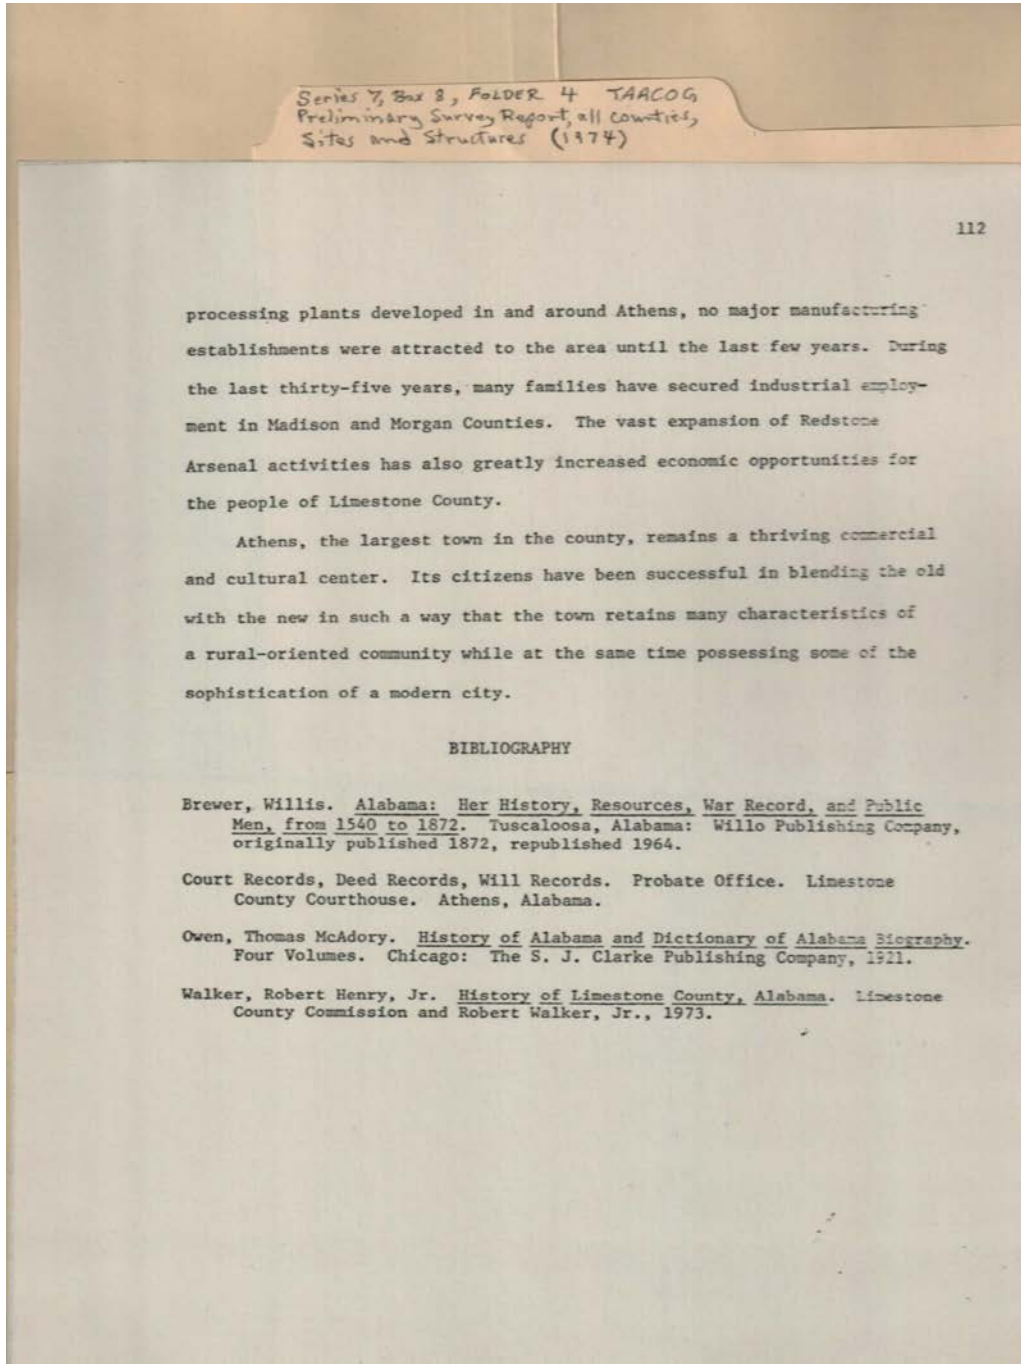 Series 7, Box 8, FOLDER 4 TARCOG
Preliminary Survey Report, all counties,
Sites and Structures (1974)
112
processing plants developed in and around Athens, no major manufacturing
establishments were attracted to the area until the last few years. During
the last thirty-five years, many families have secured industrial employ-
ment in Madison and Morgan Counties. The vast expansion of Redstone
Arsenal activities has also greatly increased economic opportunities for
the people of Limestone County.
Athens, the largest town in the county, remains a thriving commercial
and cultural center. Its citizens have been successful in blending the old
with the new in such a way that the town retains many characteristics of
a rural-oriented community while at the same time possessing some of the
sophistication of a modern city.
BIBLIOGRAPHY
Brewer, Willis. Alabama: Her History, Resources, War Record, and Public
Men, from 1540 to 1872. Tuscaloosa, Alabama: Willo Publishing Company,
originally published 1872, republished 1964.
Court Records, Deed Records, Will Records. Probate Office. Limestone
County Courthouse. Athens, Alabama.
Owen, Thomas McAdory. History of Alabama and Dictionary of Alabama Biography.
Four Volumes. Chicago: The S. J. Clarke Publishing Company, 1921.
Walker, Robert Henry, Jr. History of Limestone County, Alabama. Limestone
County Commission and Robert Walker, Jr., 1973.